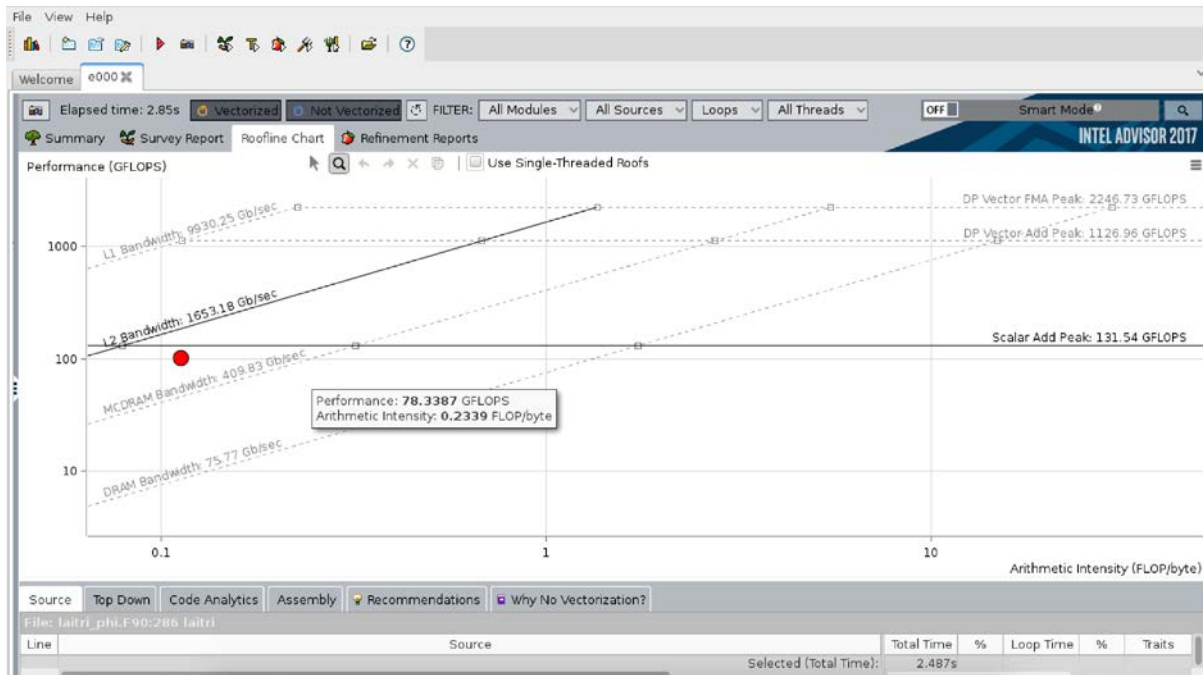 File View Help
Welcome e000
Elapsed time: 2.85s Vectorized Not Vectorized FILTER: All Modules All Sources Loops All Threads OFF Smart Mode
Summary Survey Report Roofline Chart Refinement Reports INTEL ADVISOR 2017
Performance (GFLOPS) Use Single-Threaded Roofs
L1 Bandwidth: 9930.25 Gb/sec
DP Vector FMA Peak: 2246.73 GFLOPS
DP Vector Add Peak: 1126.96 GFLOPS
1000
L2 Bandwidth: 1653.18 Gb/sec
Scalar Add Peak: 131.54 GFLOPS
100
MCDRAM Bandwidth: 409.83 Gb/sec
Performance: 78.3387 GFLOPS
Arithmetic Intensity: 0.2339 FLOP/byte
DRAM Bandwidth: 75.77 Gb/sec
10
0.1 1 10
Arithmetic Intensity (FLOP/byte)
Source Top Down Code Analytics Assembly Recommendations Why No Vectorization?
File: laitri_phi.F90:286 laitri
Line Source Total Time % Loop Time % Traits
Selected (Total Time): 2.487s